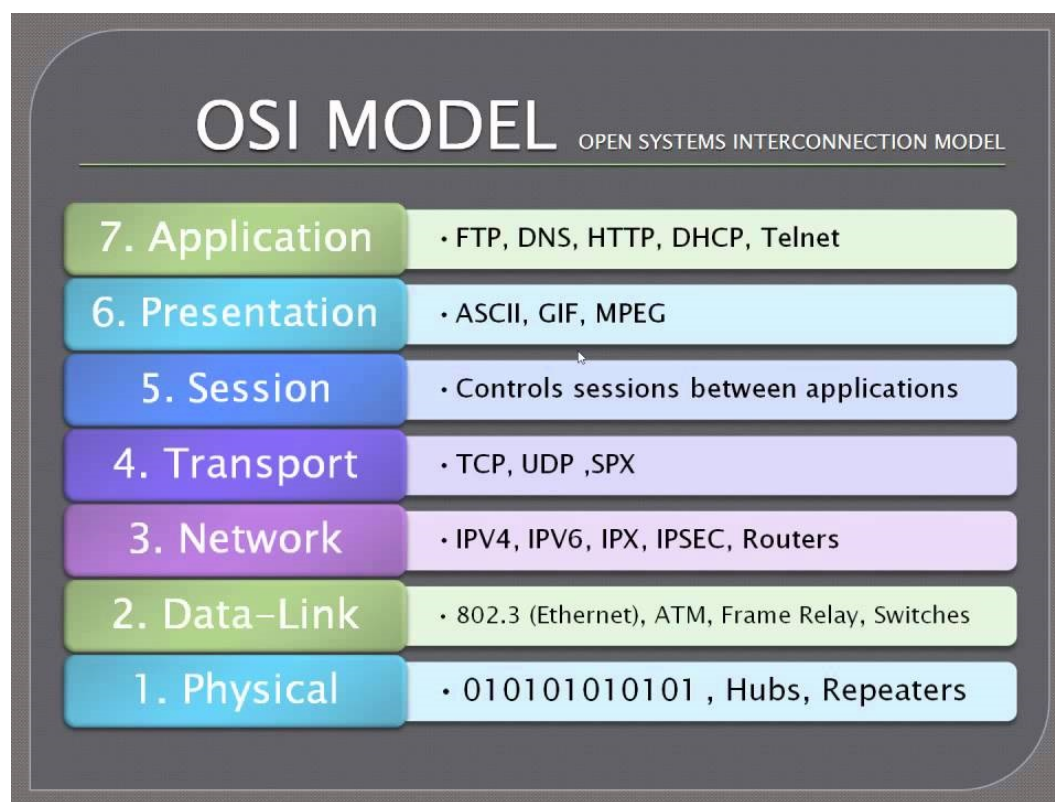 OSI MODEL OPEN SYSTEMS INTERCONNECTION MODEL
7. Application • FTP, DNS, HTTP, DHCP, Telnet
6. Presentation • ASCII, GIF, MPEG
5. Session • Controls sessions between applications
4. Transport • TCP, UDP ,SPX
3. Network • IPV4, IPV6, IPX, IPSEC, Routers
2. Data-Link • 802.3 (Ethernet), ATM, Frame Relay, Switches
1. Physical • 010101010101 , Hubs, Repeaters